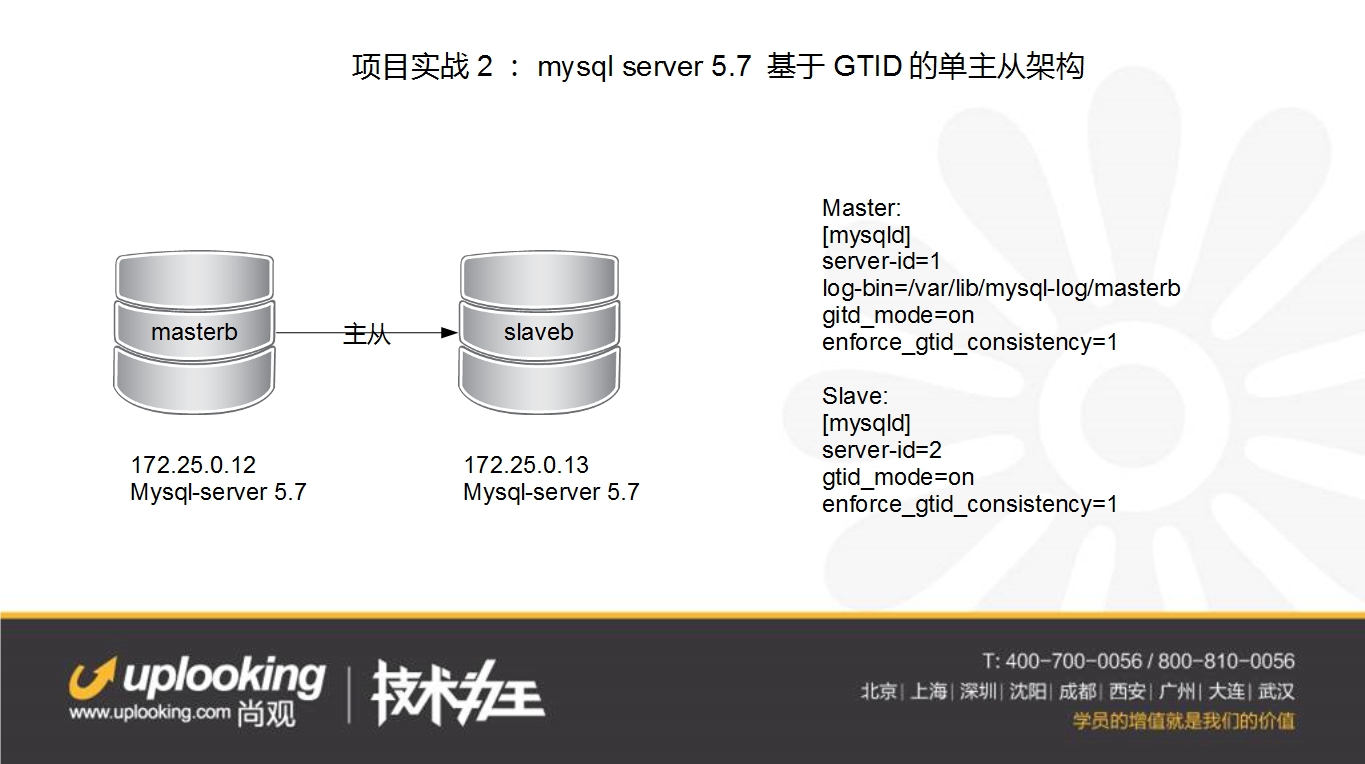 项目实战 2 ： mysql server 5.7 基于 GTID 的单主从架构
masterb
主从
slaveb
172.25.0.12
Mysql-server 5.7
172.25.0.13
Mysql-server 5.7
Master:
[mysqld]
server-id=1
log-bin=/var/lib/mysql-log/masterb
gitd_mode=on
enforce_gtid_consistency=1
Slave:
[mysqld]
server-id=2
gtid_mode=on
enforce_gtid_consistency=1
uplooking
www.uplooking.com 尚观
技术为王
T: 400-700-0056 / 800-810-0056
北京| 上海| 深圳| 沈阳| 成都| 西安| 广州| 大连| 武汉
学员的增值就是我们的价值